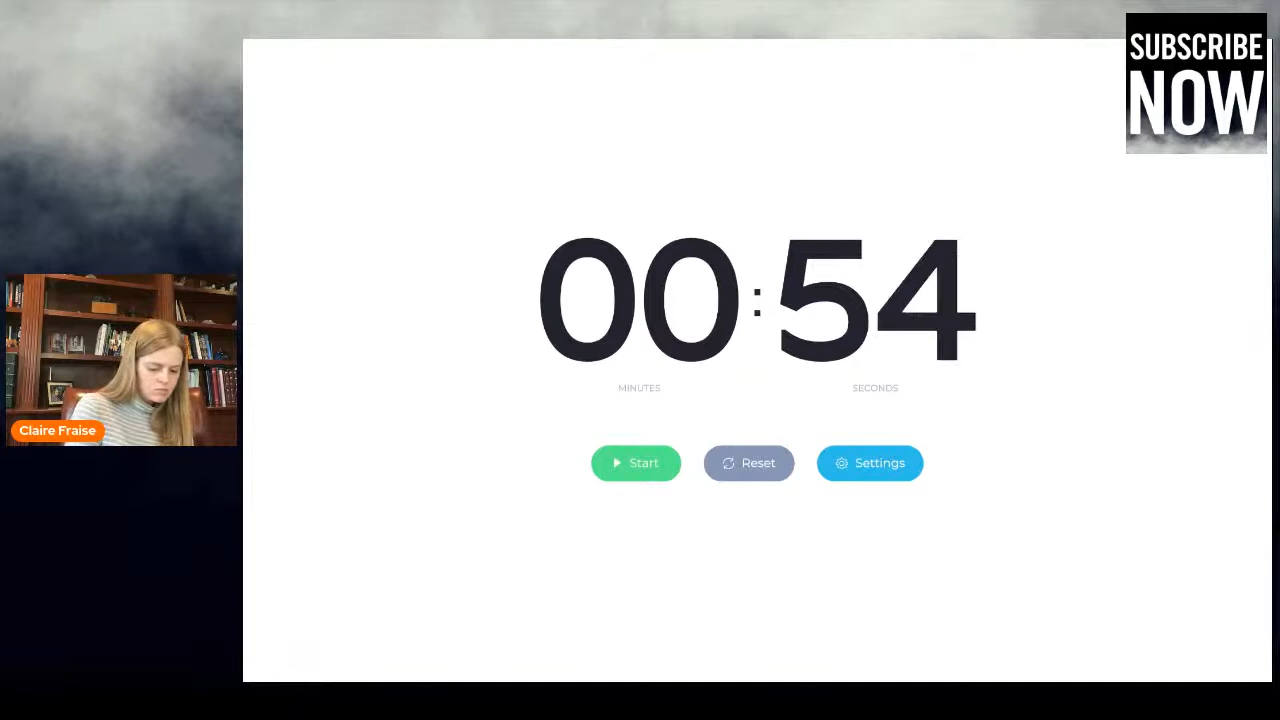 SUBSCRIBE
NOW
00:54
MINUTES SECONDS
Start Reset Settings
Claire Fraise